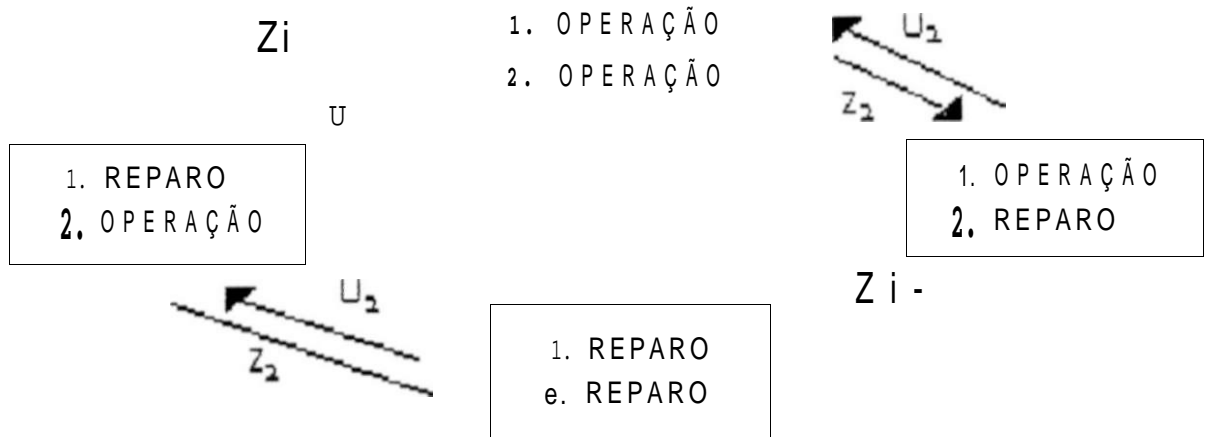 Zi
1. OPERAÇÃO
2. OPERAÇÃO
U2
Z2
U
1. REPARO
2. OPERAÇÃO
1. OPERAÇÃO
2. REPARO
Zi-
U2
Z2
1. REPARO
e. REPARO